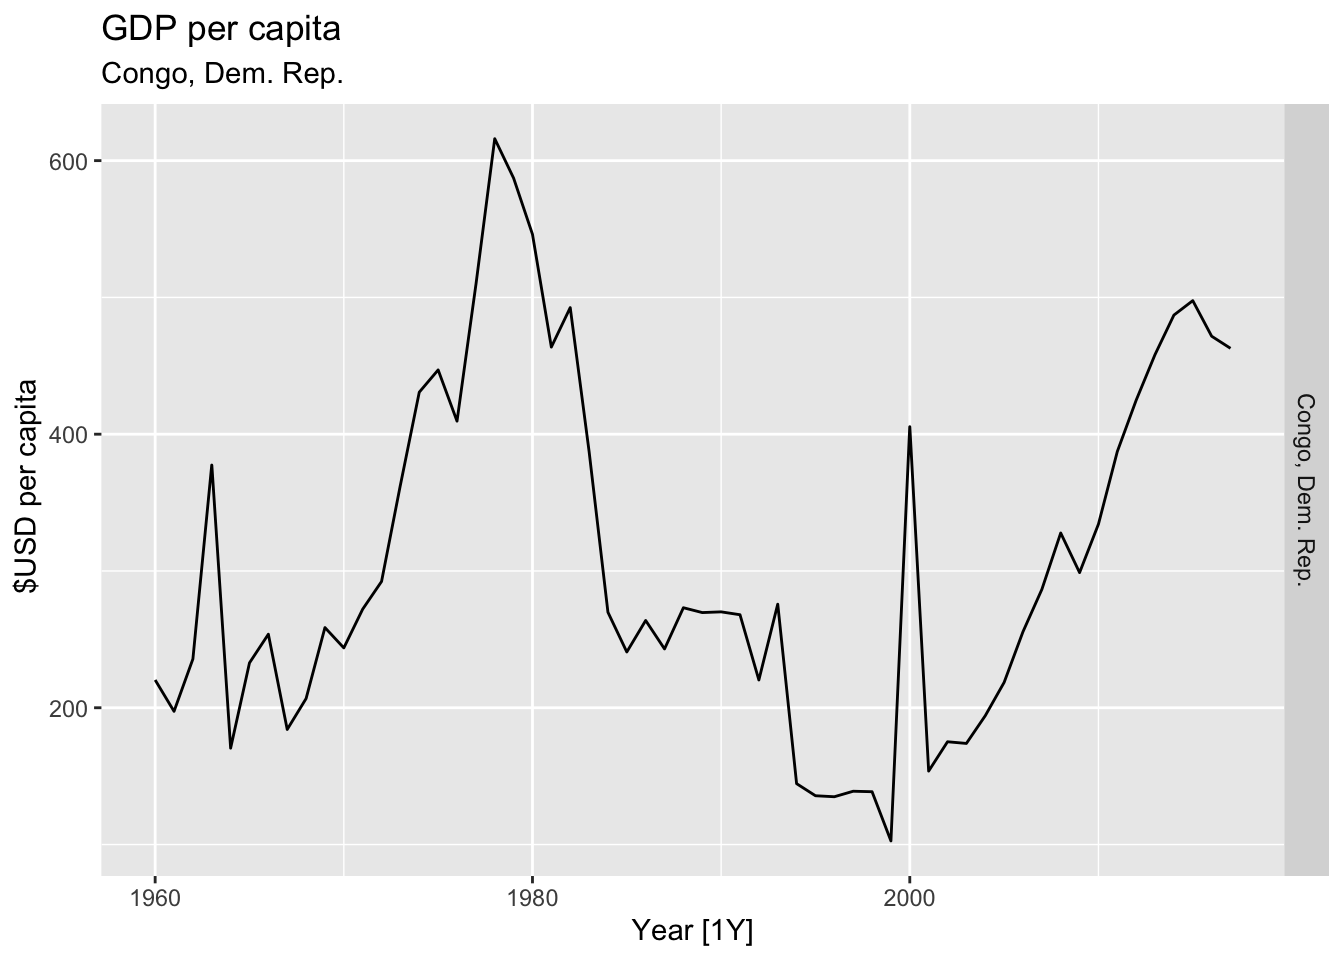 GDP per capita
Congo, Dem. Rep.
600
400
200
$USD per capita
Congo, Dem. Rep.
1960 1980 2000
Year [1Y]